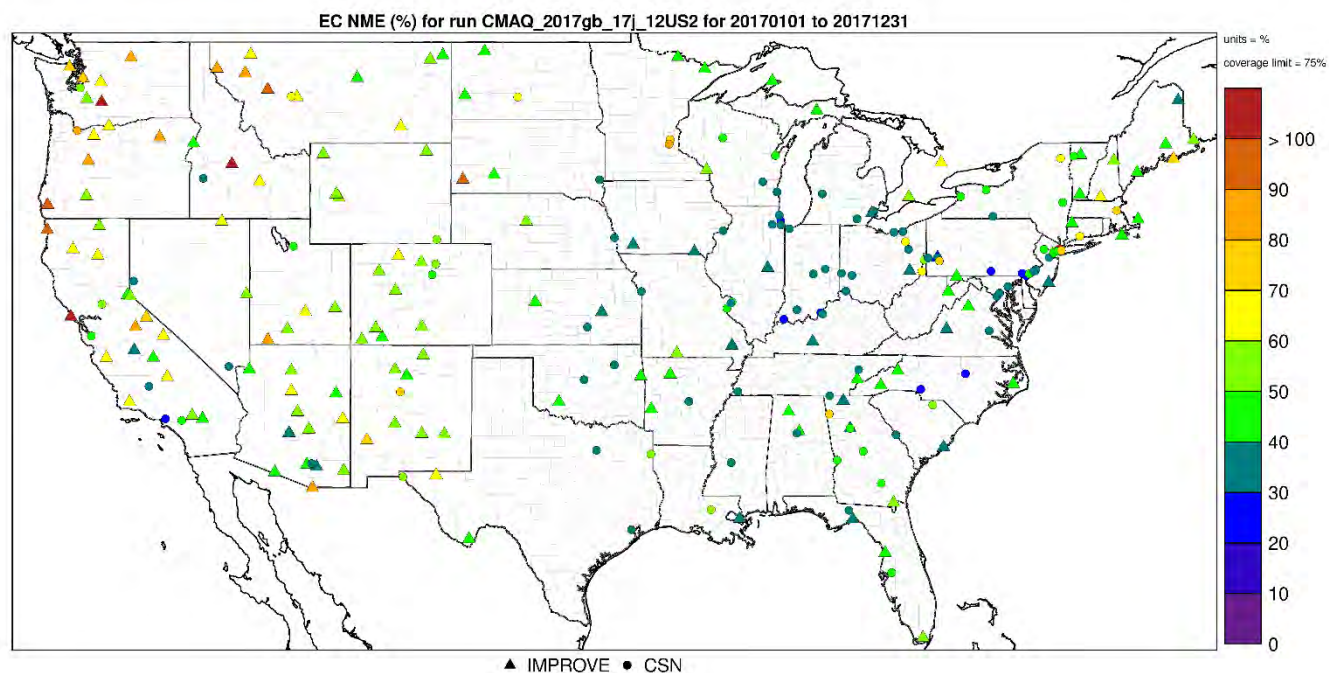 EC NME (%) for run CMAQ_2017gb_17j_12US2 for 20170101 to 20171231
units = %
coverage limit = 75%
> 100
90
80
70
60
50
40
30
20
10
0
▲ IMPROVE ● CSN